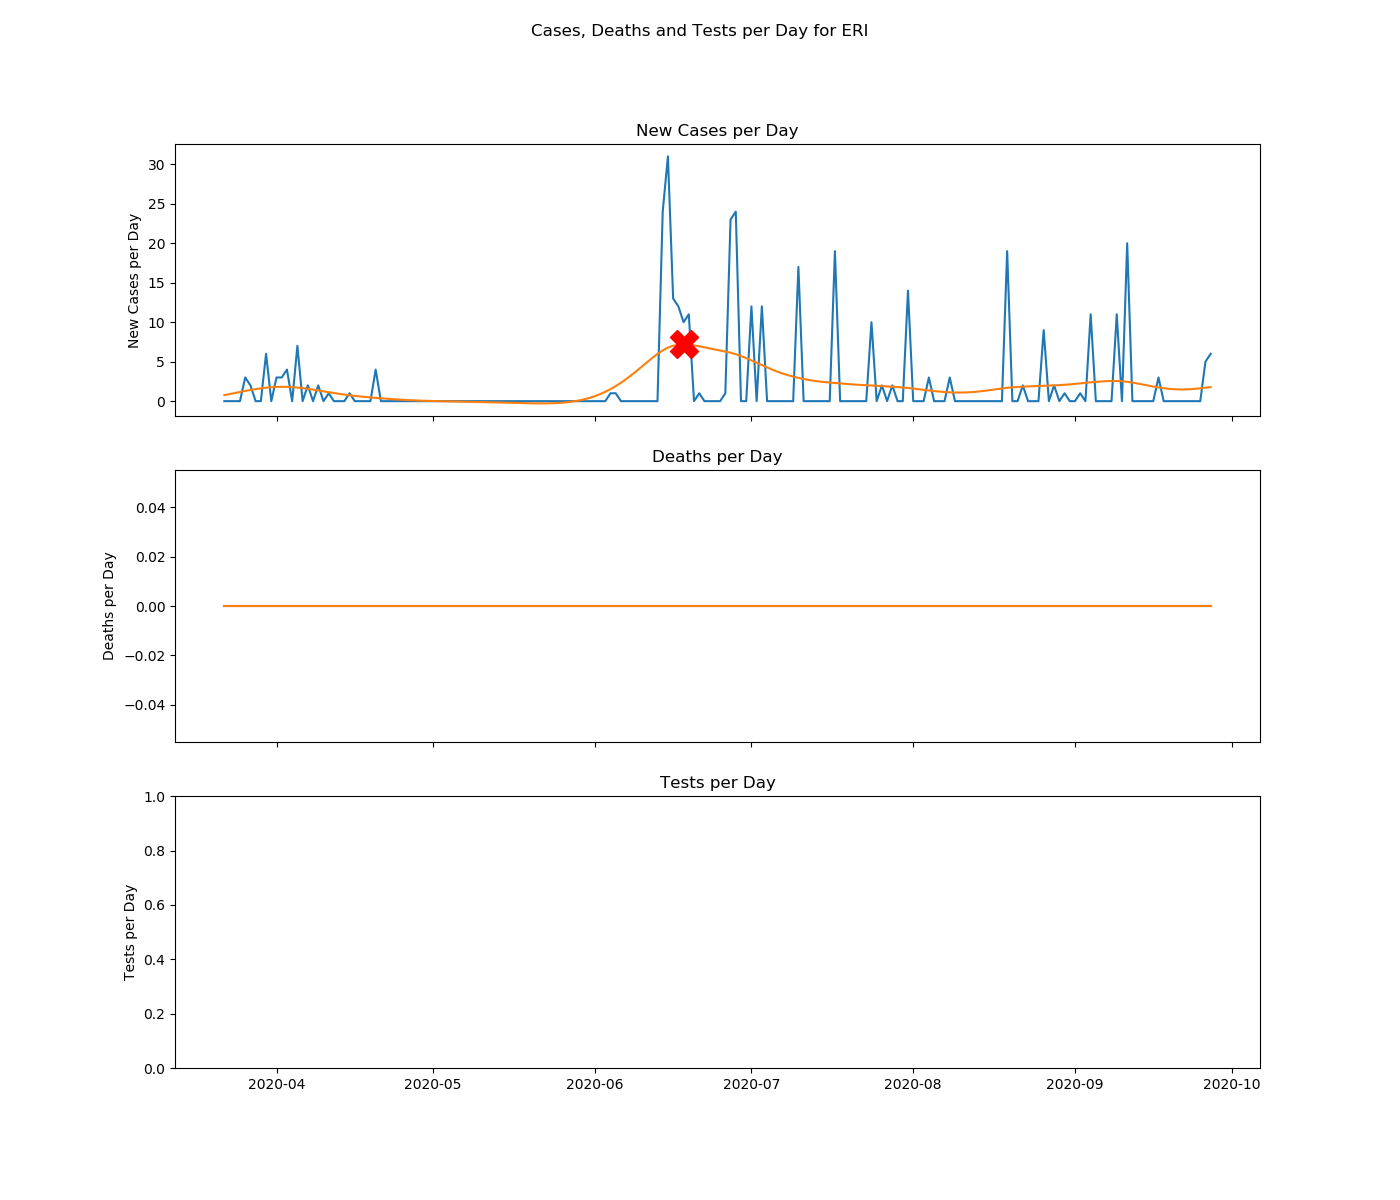 Cases, Deaths and Tests per Day for ERI
New Cases per Day
New Cases per Day
30
25
20
15
10
5
0
Deaths per Day
Deaths per Day
0.04
0.02
0.00
−0.02
−0.04
Tests per Day
Tests per Day
1.0
0.8
0.6
0.4
0.2
0.0
2020-04 2020-05 2020-06 2020-07 2020-08 2020-09 2020-10